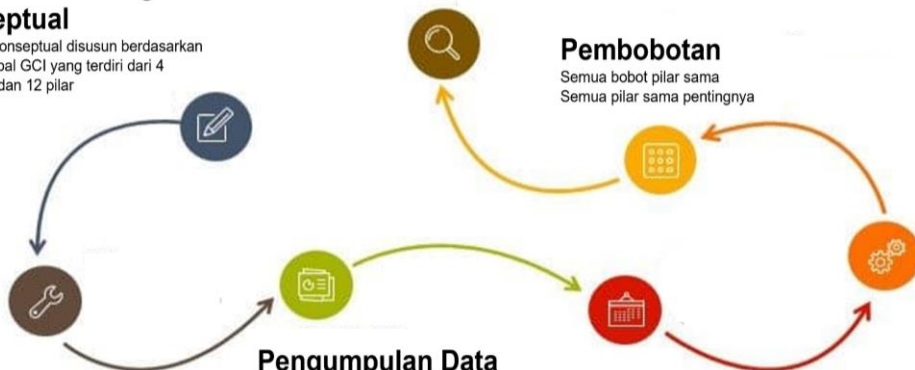 eptual
onseptual disusun berdasarkan
bal GCI yang terdiri dari 4
dan 12 pilar
Pembobotan
Semua bobot pilar sama
Semua pilar sama pentingnya
Pengumpulan Data